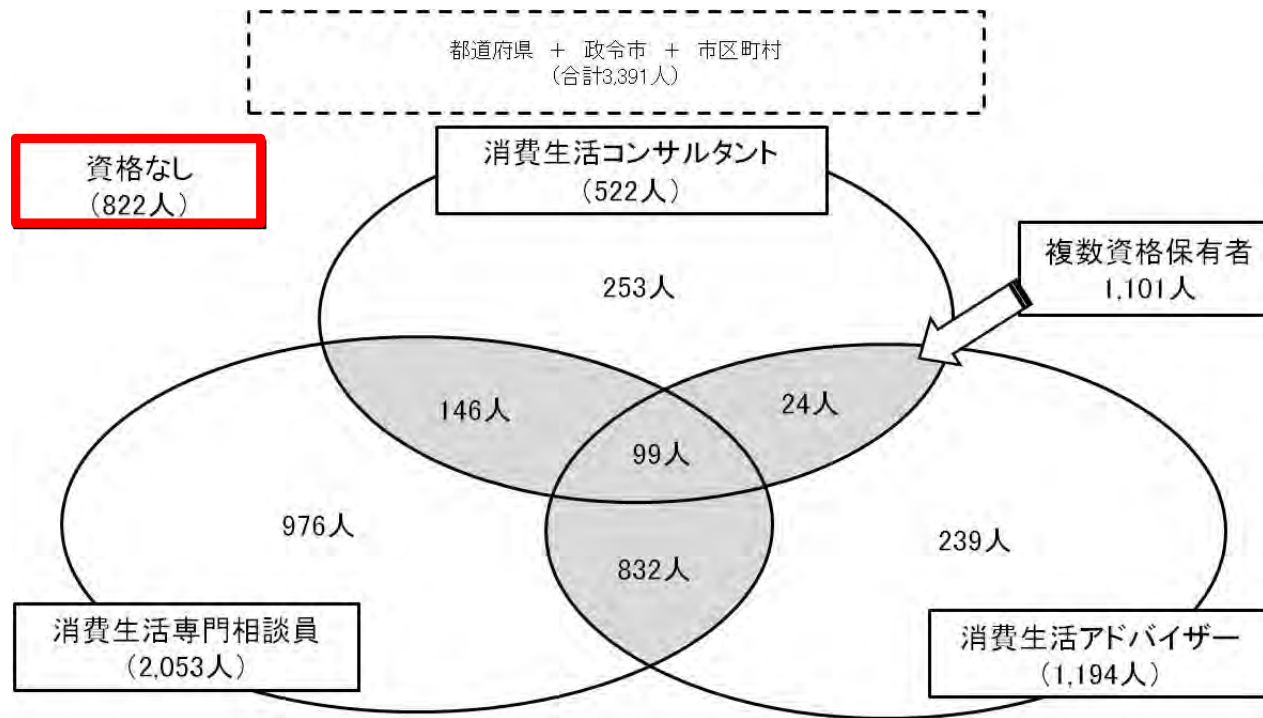 都道府県 + 政令市 + 市区町村
(合計3,391人)
資格なし
(822人)
消費生活コンサルタント
(522人)
複数資格保有者
1,101人
253人
146人
24人
99人
976人
239人
832人
消費生活専門相談員
(2,053人)
消費生活アドバイザー
(1,194人)